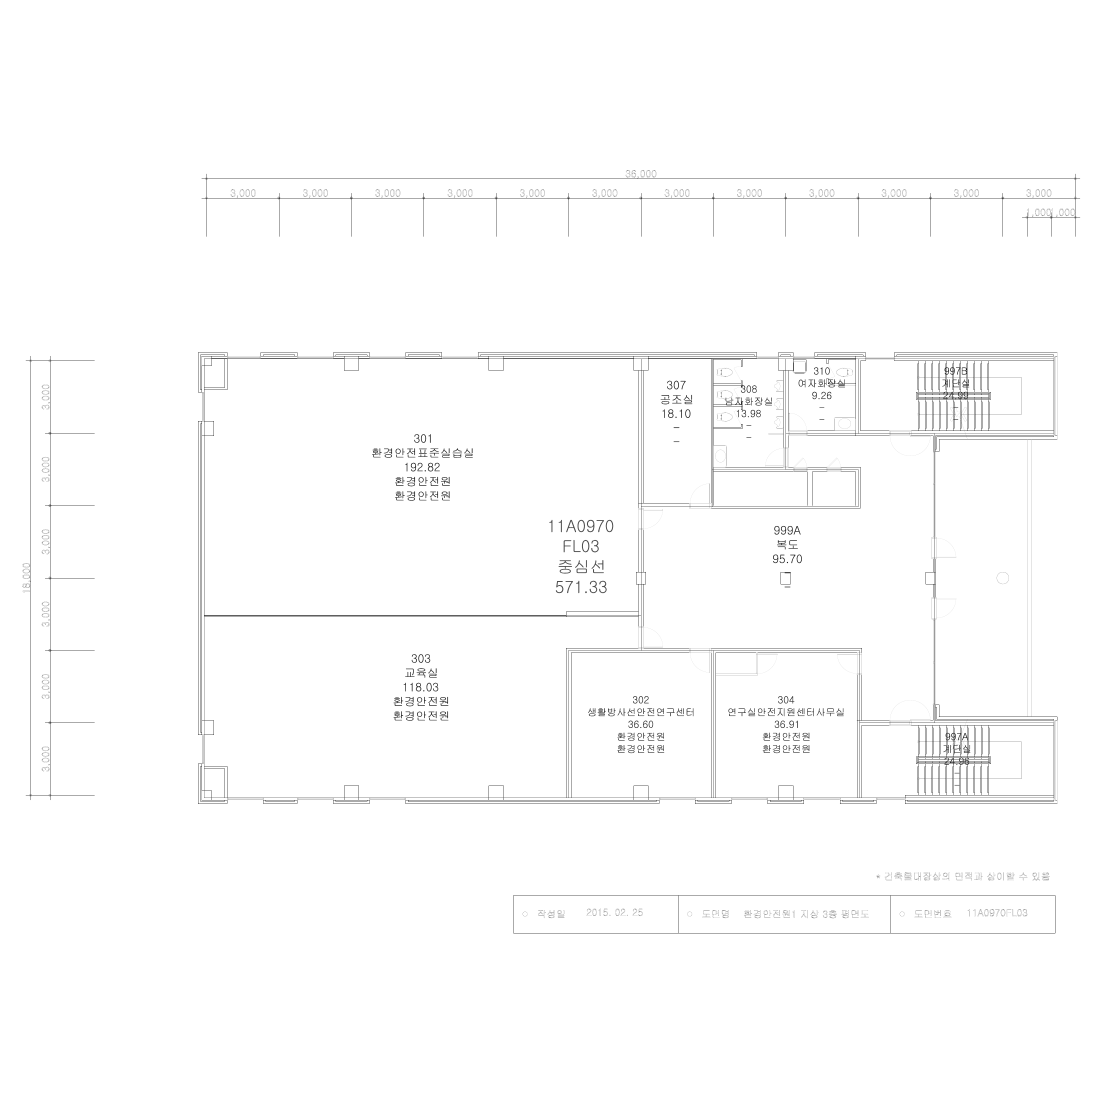 36,000
3,000 3,000 3,000 3,000 3,000 3,000 3,000 3,000 3,000 3,000 3,000 3,000
1,000 1,000
18,000
3,000
3,000
3,000
3,000
3,000
3,000
301
환경안전표준실습실
192.82
환경안전원
환경안전원
307
공조실
18.10
308
남자화장실
13.98
310
여자화장실
9.26
997B
계단실
24.99
11A0970
FL03
중심선
571.33
999A
복도
95.70
303
교육실
118.03
환경안전원
환경안전원
302
생활방사선안전연구센터
36.60
환경안전원
환경안전원
304
연구실안전지원센터사무실
36.91
환경안전원
환경안전원
997A
계단실
24.96
* 건축물대장상의 면적과 상이할 수 있음
○ 작성일 2015. 02. 25 ○ 도면명 환경안전원1 지상 3층 평면도 ○ 도면번호 11A0970FL03